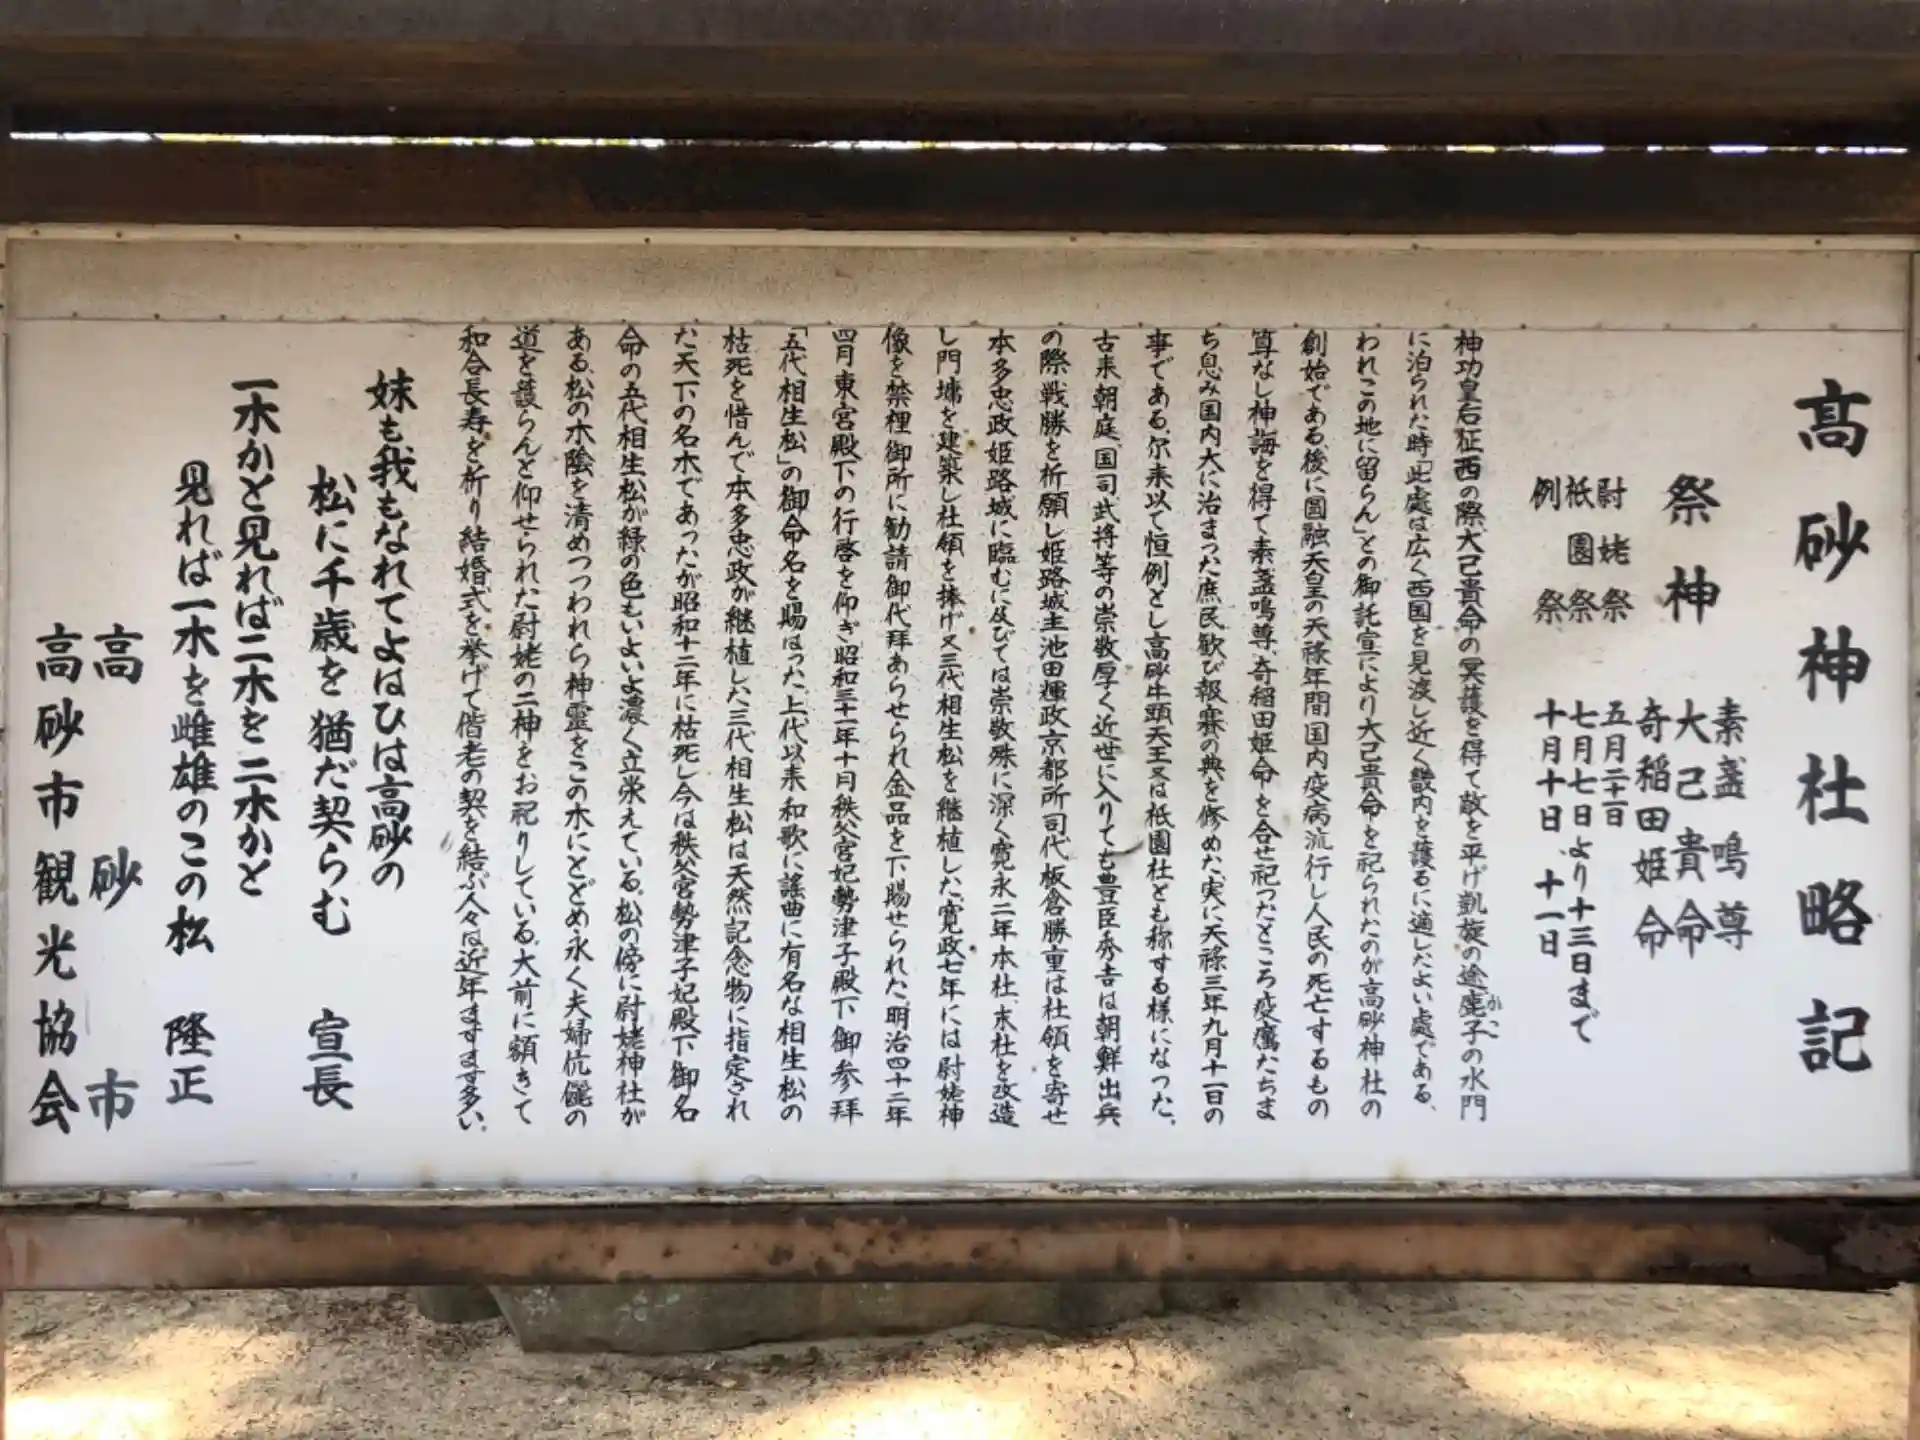 高砂神社略記
祭神
素盞鳴尊
大己貴命
奇稲田姫命
尉姥祭 五月二十一日
祇園祭 七月七日より十三日まで
例祭 十月十日、十一日
神功皇后征西の際、大己貴命の冥護を得て敵を平げ凱旋の途鹿子の水門
かこ
に泊られた時「此處は広く西国を見渡し近く畿内を護るに適したよい處である、
われこの地に留らん」との御託宣により大己貴命を祀られたのが高砂神社の
創始である。後に圓融天皇の天禄年間国内疫病流行し人民の死亡するもの
算なし神誨を得て素盞鳴尊、奇稲田姫命を合せ祀ったところ疫癘たちま
ち息み国内大に治まった庶民歓び報賽の典を修めた。実に天禄三年九月十一日の
事である。尓来以て恒例とし高砂牛頭天王又は祇園社とも称する様になった。
古来朝庭、国司武将等の崇敬厚く近世に入りても豊臣秀吉は朝鮮出兵
の際戦勝を祈願し姫路城主池田輝政京都所司代板倉勝重は社領を寄せ
本多忠政姫路城に臨むに及びては崇敬殊に深く寛永二年本社、末社を改造
し門墉を建築し社領を捧げ又三代相生松を継植した。寛政七年には尉姥神
像を禁裡御所に勧請御代拝あらせられ金品を下賜せられた。明治四十二年
四月東宮殿下の行啓を仰ぎ昭和三十一年十月秩父宮妃勢津子殿下御参拝
「五代相生松」の御命名を賜はった。上代以来和歌に謡曲に有名な相生松の
枯死を惜んで本多忠政が継植した三代相生松は天然記念物に指定され
た天下の名木であったが昭和十二年に枯死し今は秩父宮勢津子妃殿下御名
命の五代相生松が緑の色もいよいよ濃く立栄えている。松の傍に尉姥神社が
ある、松の木陰を清めつつわれら神霊をこの木にとどめ永く夫婦伉儷の
道を護らんと仰せられた尉姥の二神をお祀りしている。大前に額きて
和合長寿を祈り結婚式を挙げて偕老の契を結ぶ人々は近年ますます多い。
妹も我もなれてよはひは高砂の
松に千歳を猶だ契らむ 宣長
一木かと見れば二木を二木かと
見れば一木を雌雄のこの松 隆正
高砂市
高砂市観光協会